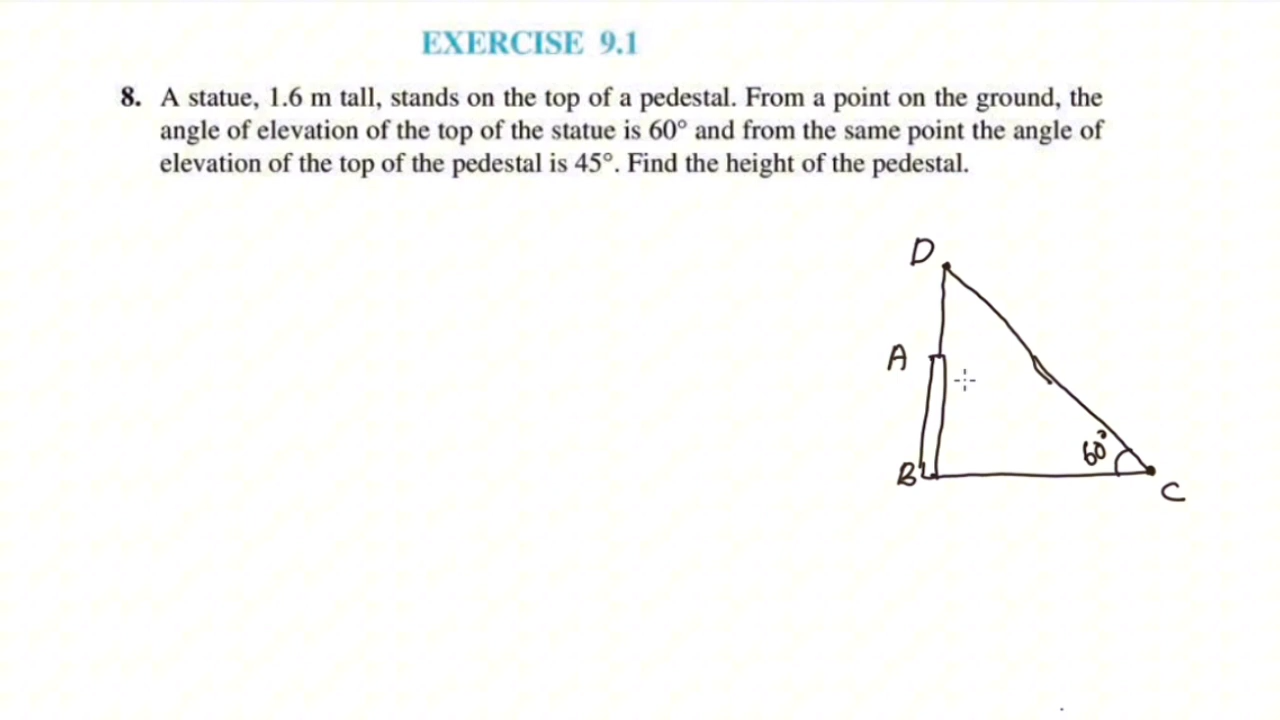 EXERCISE 9.1
8. A statue, 1.6 m tall, stands on the top of a pedestal. From a point on the ground, the
angle of elevation of the top of the statue is 60° and from the same point the angle of
elevation of the top of the pedestal is 45°. Find the height of the pedestal.
D
A
60°
B
C